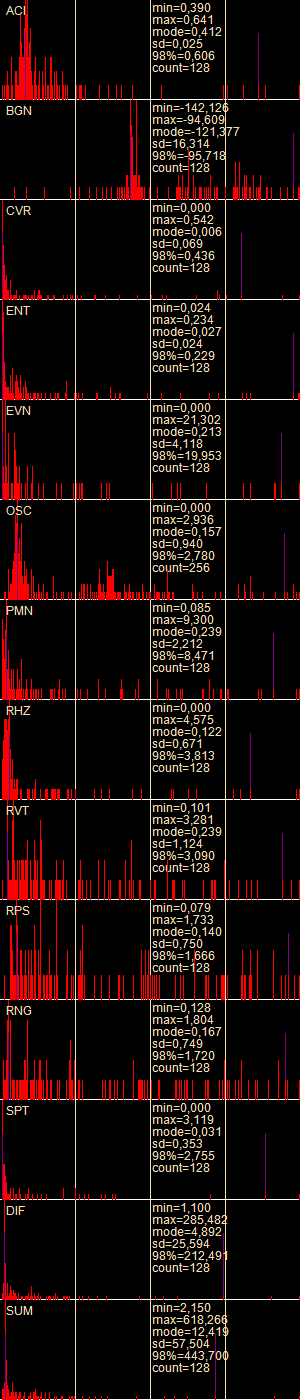 ACI
min=0,390
max=0,641
mode=0,412
sd=0,025
98%=0,606
count=128
BGN
min=-142,126
max=-94,609
mode=-121,377
sd=16,314
98%=-95,718
count=128
CVR
min=0,000
max=0,542
mode=0,006
sd=0,069
98%=0,436
count=128
ENT
min=0,024
max=0,234
mode=0,027
sd=0,024
98%=0,229
count=128
EVN
min=0,000
max=21,302
mode=0,213
sd=4,118
98%=19,953
count=128
OSC
min=0,000
max=2,936
mode=0,157
sd=0,940
98%=2,780
count=256
PMN
min=0,085
max=9,300
mode=0,239
sd=2,212
98%=8,471
count=128
RHZ
min=0,000
max=4,575
mode=0,122
sd=0,671
98%=3,813
count=128
RVT
min=0,101
max=3,281
mode=0,239
sd=1,124
98%=3,090
count=128
RPS
min=0,079
max=1,733
mode=0,140
sd=0,750
98%=1,666
count=128
RNG
min=0,128
max=1,804
mode=0,167
sd=0,749
98%=1,720
count=128
SPT
min=0,000
max=3,119
mode=0,031
sd=0,353
98%=2,755
count=128
DIF
min=1,100
max=285,482
mode=4,892
sd=25,594
98%=212,491
count=128
SUM
min=2,150
max=618,266
mode=12,419
sd=57,504
98%=443,700
count=128